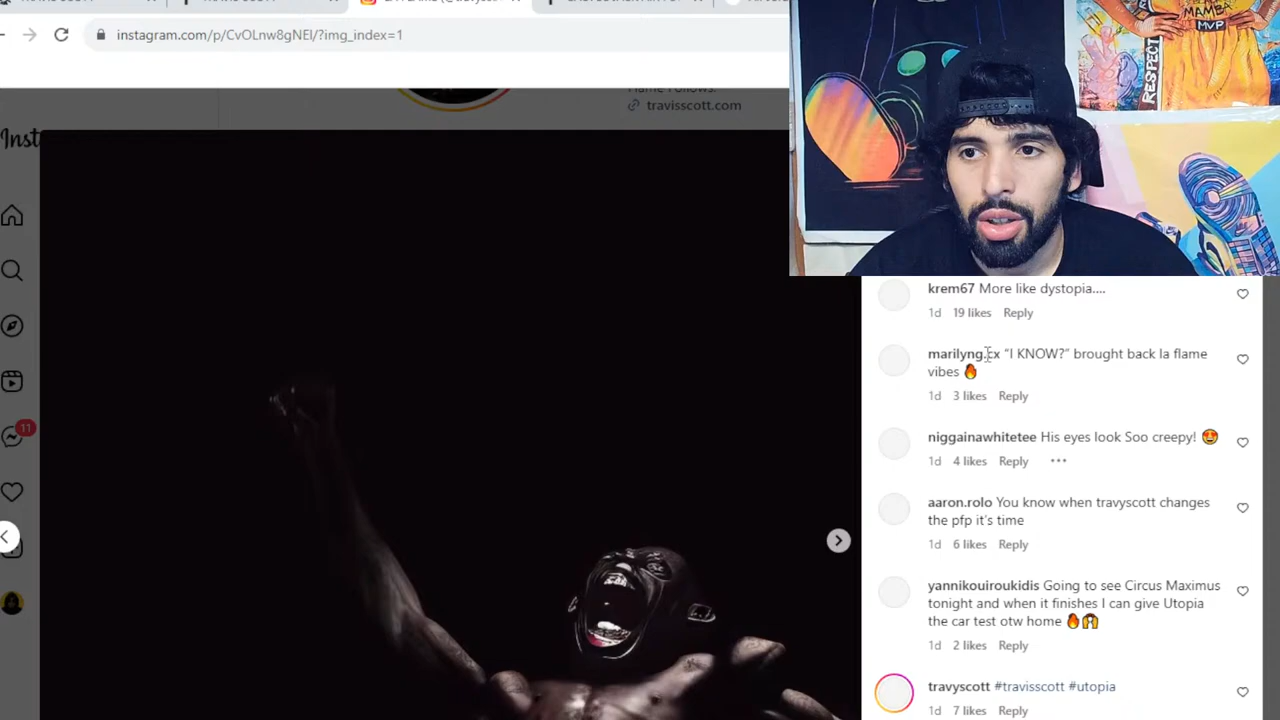 instagram.com/p/CvOLnw8gNEI/?img_index=1
travisscott.com
RESPECT
MAMBA
MVP
Inst
11
krem67 More like dystopia....
1d 19 likes Reply
marilyng.cx "I KNOW?" brought back la flame
vibes 🔥
1d 3 likes Reply
niggainawhitetee His eyes look Soo creepy! 😍
1d 4 likes Reply
aaron.rolo You know when travyscott changes
the pfp it's time
1d 6 likes Reply
yannikouiroukidis Going to see Circus Maximus
tonight and when it finishes I can give Utopia
the car test otw home 🔥🙌
1d 2 likes Reply
travyscott #travisscott #utopia
1d 7 likes Reply